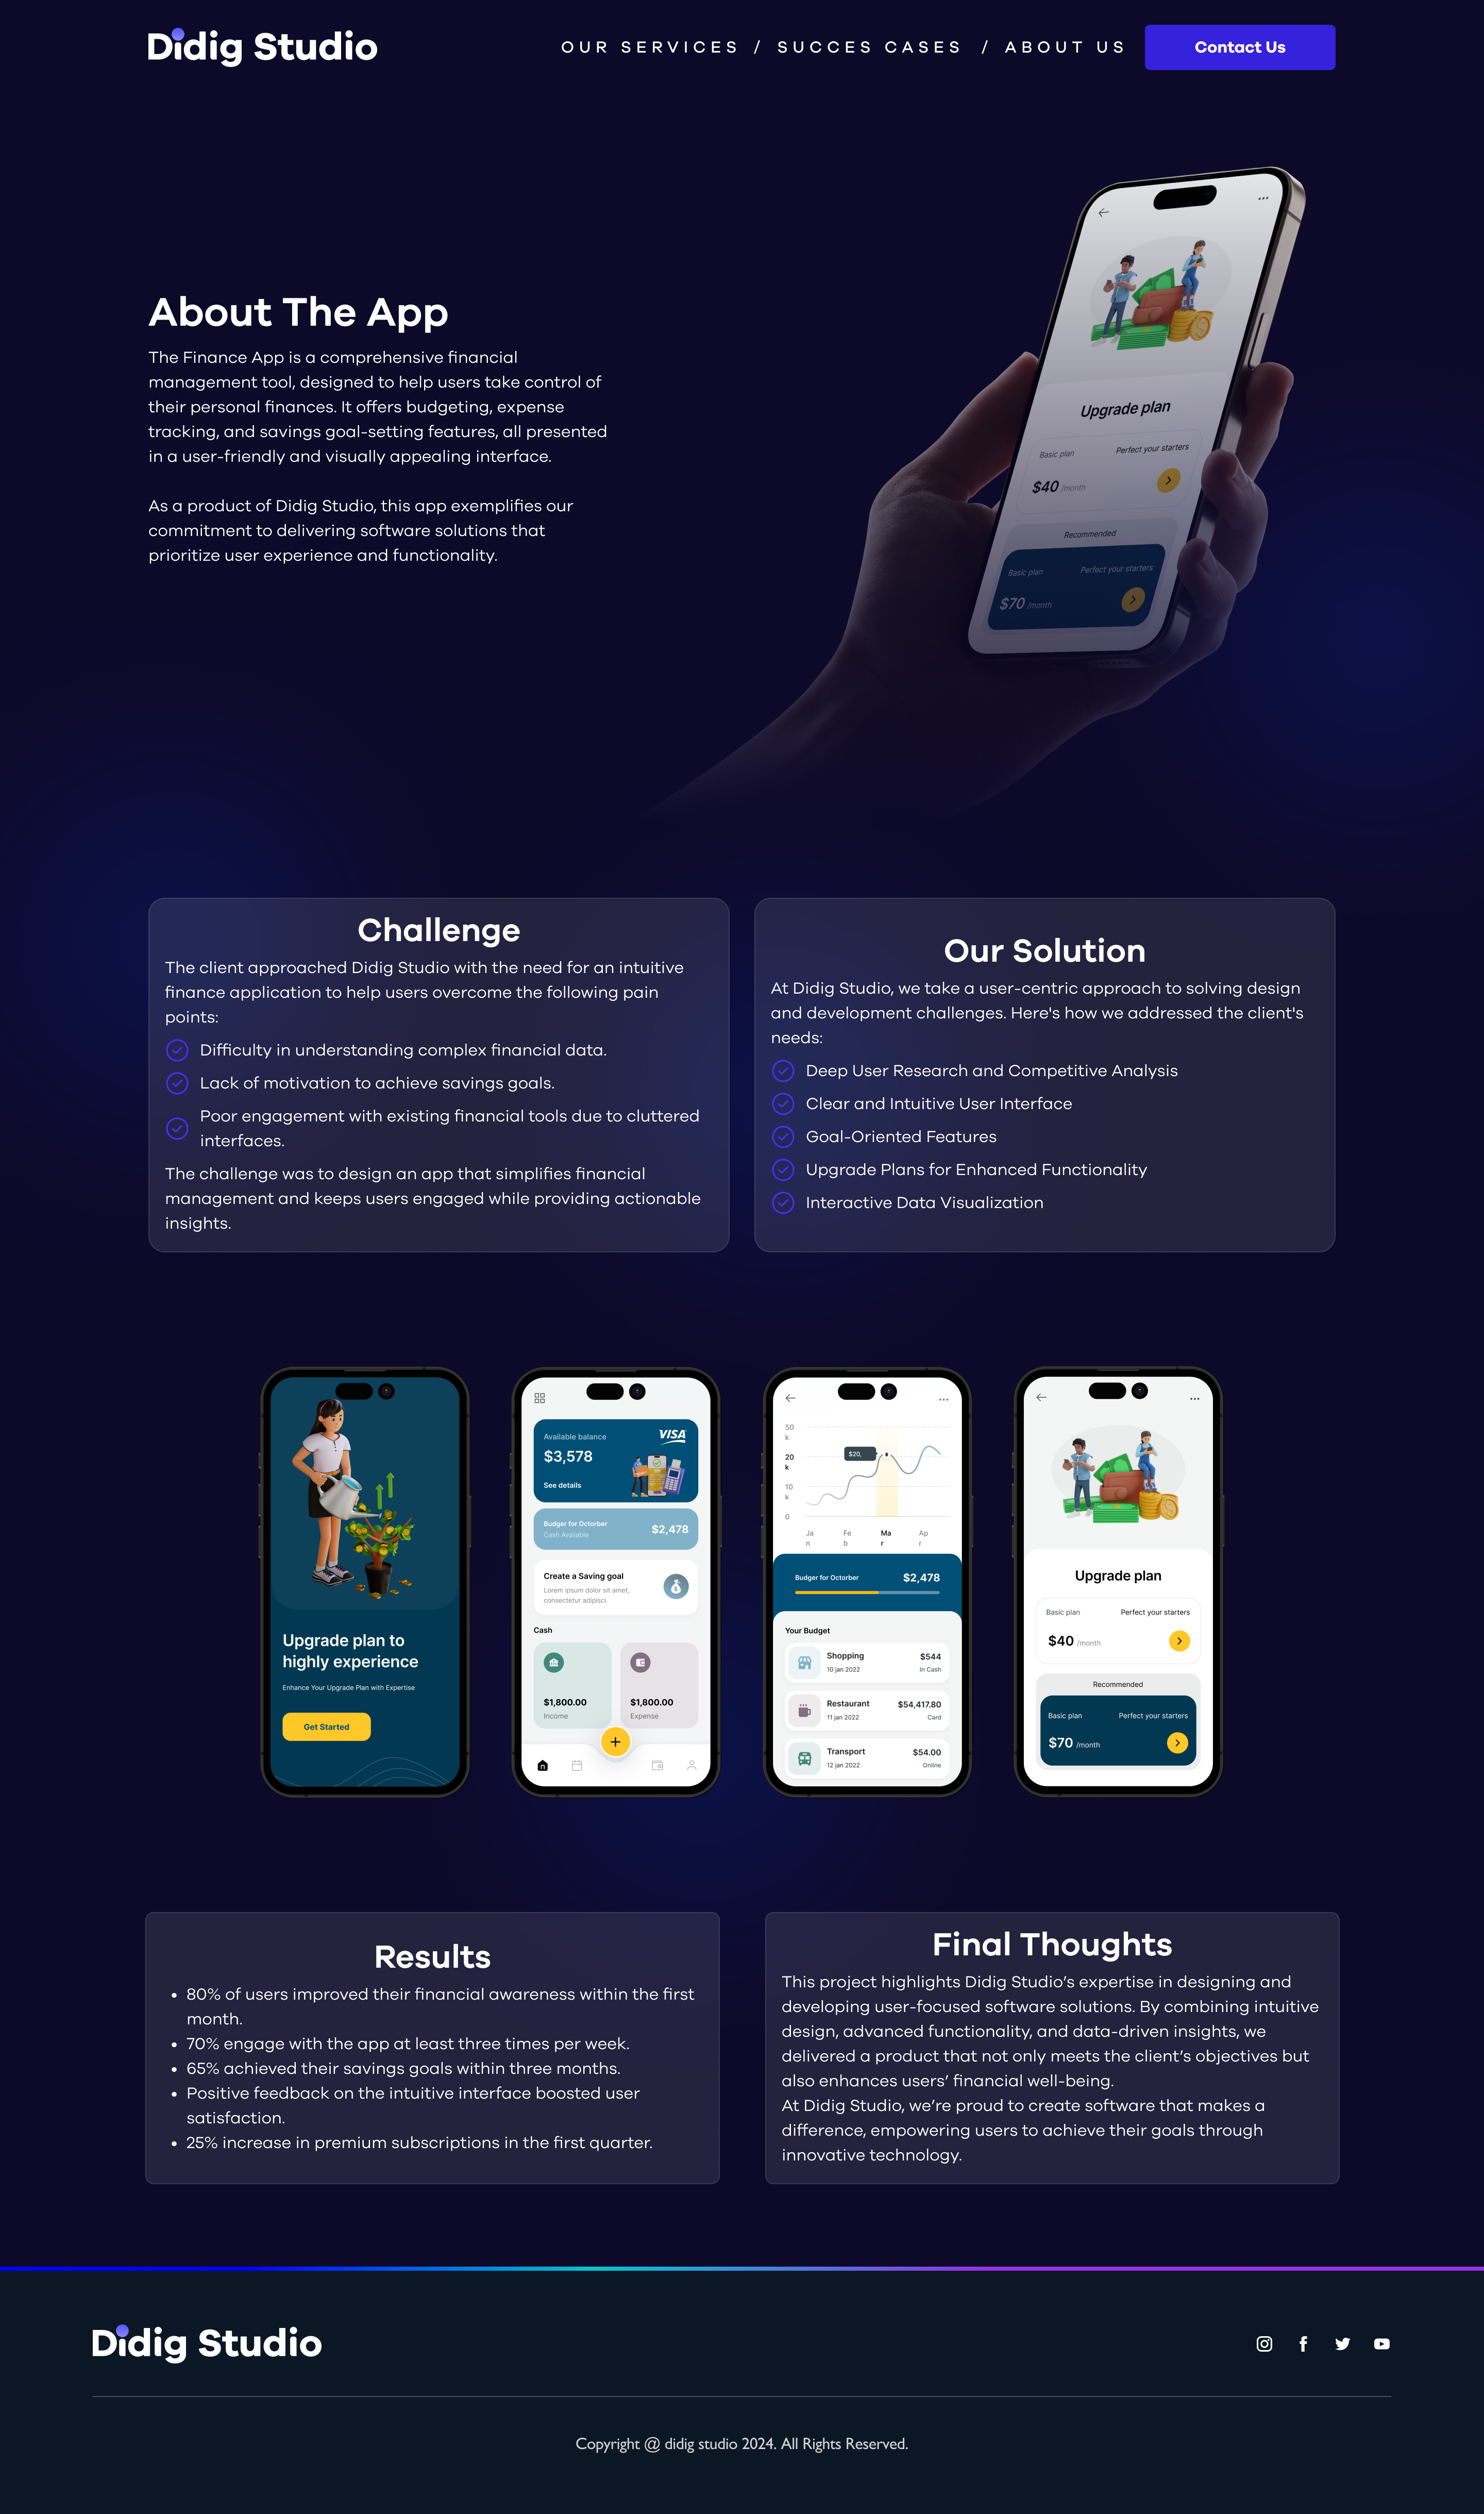 Didig Studio
OUR SERVICES / SUCCES CASES / ABOUT US
Contact Us
About The App
The Finance App is a comprehensive financial
management tool, designed to help users take control of
their personal finances. It offers budgeting, expense
tracking, and savings goal-setting features, all presented
in a user-friendly and visually appealing interface.
As a product of Didig Studio, this app exemplifies our
commitment to delivering software solutions that
prioritize user experience and functionality.
Upgrade plan
Basic plan Perfect your starters
$40 /month
Recommended
Basic plan Perfect your starters
$70 /month
Challenge
The client approached Didig Studio with the need for an intuitive
finance application to help users overcome the following pain
points:
Difficulty in understanding complex financial data.
Lack of motivation to achieve savings goals.
Poor engagement with existing financial tools due to cluttered
interfaces.
The challenge was to design an app that simplifies financial
management and keeps users engaged while providing actionable
insights.
Our Solution
At Didig Studio, we take a user-centric approach to solving design
and development challenges. Here's how we addressed the client's
needs:
Deep User Research and Competitive Analysis
Clear and Intuitive User Interface
Goal-Oriented Features
Upgrade Plans for Enhanced Functionality
Interactive Data Visualization
Upgrade plan to
highly experience
Enhance Your Upgrade Plan with Expertise
Get Started
Available balance VISA
$3,578
See details
Budger for Octorber
Cash Available
$2,478
Create a Saving goal
Lorem ipsum dolor sit amet,
consectetur adipisci.
Cash
$1,800.00 $1,800.00
Income Expense
50
k
20
k
10
k
0
$20,
Ja Fe Ma Ap
n b r r
Budger for Octorber $2,478
Your Budget
Shopping $544
10 jan 2022 In Cash
Restaurant $54,417.80
11 jan 2022 Card
Transport $54.00
12 jan 2022 Online
Upgrade plan
Basic plan Perfect your starters
$40 /month
Recommended
Basic plan Perfect your starters
$70 /month
Results
• 80% of users improved their financial awareness within the first
month.
• 70% engage with the app at least three times per week.
• 65% achieved their savings goals within three months.
• Positive feedback on the intuitive interface boosted user
satisfaction.
• 25% increase in premium subscriptions in the first quarter.
Final Thoughts
This project highlights Didig Studio’s expertise in designing and
developing user-focused software solutions. By combining intuitive
design, advanced functionality, and data-driven insights, we
delivered a product that not only meets the client’s objectives but
also enhances users’ financial well-being.
At Didig Studio, we’re proud to create software that makes a
difference, empowering users to achieve their goals through
innovative technology.
Didig Studio
Copyright @ didig studio 2024. All Rights Reserved.